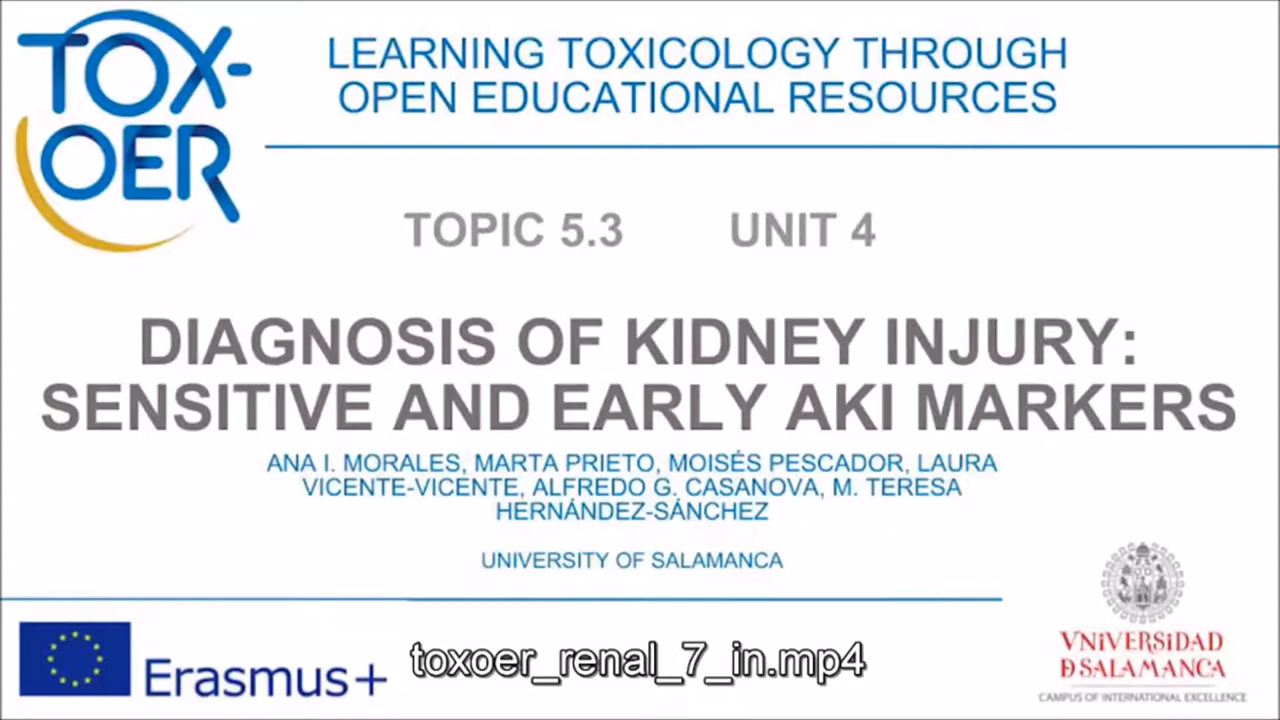 TOX-
OER
LEARNING TOXICOLOGY THROUGH
OPEN EDUCATIONAL RESOURCES
TOPIC 5.3 UNIT 4
DIAGNOSIS OF KIDNEY INJURY:
SENSITIVE AND EARLY AKI MARKERS
ANA I. MORALES, MARTA PRIETO, MOISÉS PESCADOR, LAURA
VICENTE-VICENTE, ALFREDO G. CASANOVA, M. TERESA
HERNÁNDEZ-SÁNCHEZ
UNIVERSITY OF SALAMANCA
Erasmus+
toxoer_renal_7_in.mp4
VNiVERSiDAD
D SALAMANCA
CAMPUS OF INTERNATIONAL EXCELLENCE